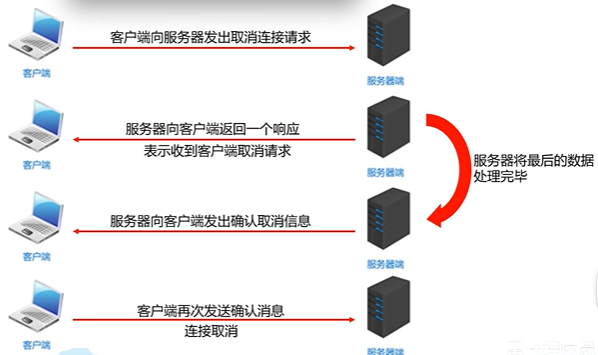 客户端向服务器发出取消连接请求
客户端
服务器端
服务器向客户端返回一个响应
表示收到客户端取消请求
客户端
服务器端
服务器将最后的数据
处理完毕
服务器向客户端发出确认取消信息
客户端
服务器端
客户端再次发送确认消息
连接取消
客户端
服务器端